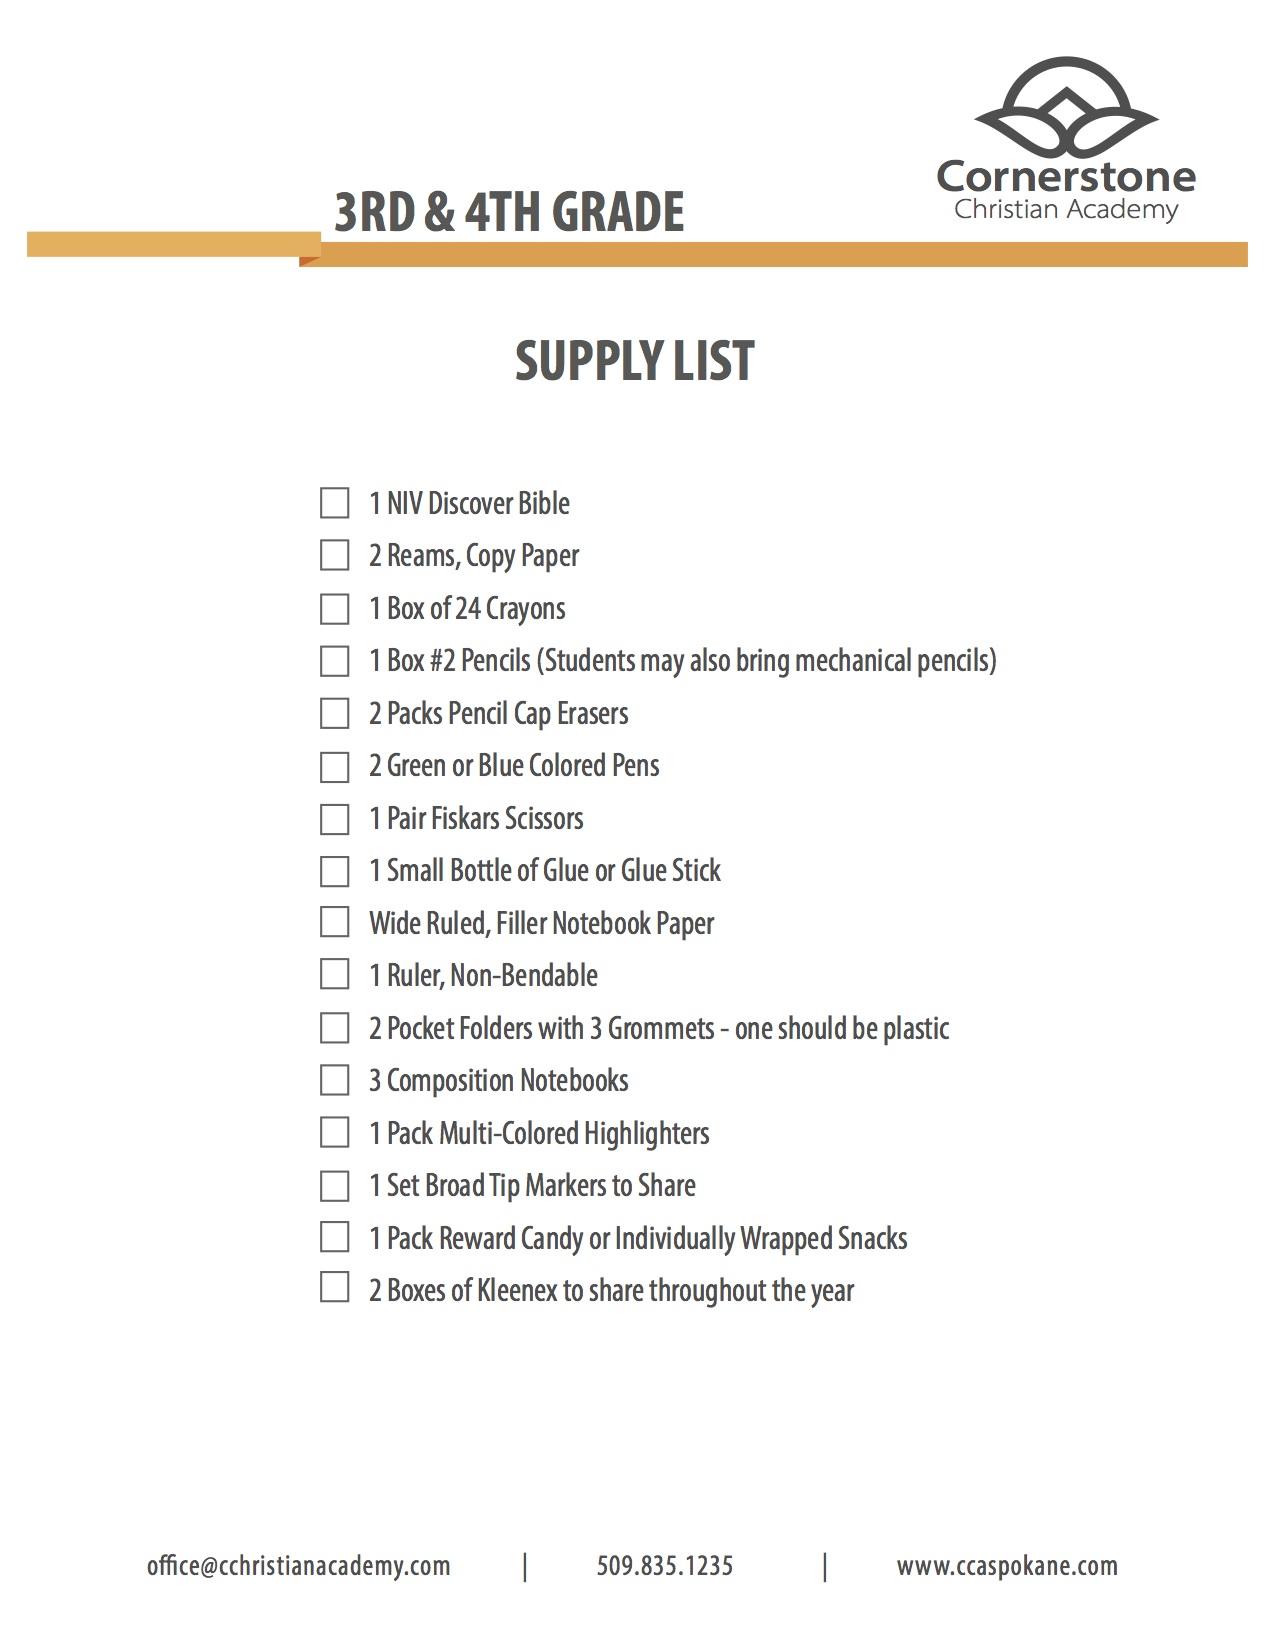 Cornerstone
Christian Academy
3RD & 4TH GRADE
SUPPLY LIST
1 NIV Discover Bible
2 Reams, Copy Paper
1 Box of 24 Crayons
1 Box #2 Pencils (Students may also bring mechanical pencils)
2 Packs Pencil Cap Erasers
2 Green or Blue Colored Pens
1 Pair Fiskars Scissors
1 Small Bottle of Glue or Glue Stick
Wide Ruled, Filler Notebook Paper
1 Ruler, Non-Bendable
2 Pocket Folders with 3 Grommets - one should be plastic
3 Composition Notebooks
1 Pack Multi-Colored Highlighters
1 Set Broad Tip Markers to Share
1 Pack Reward Candy or Individually Wrapped Snacks
2 Boxes of Kleenex to share throughout the year
office@cchristianacademy.com | 509.835.1235 | www.ccaspokane.com